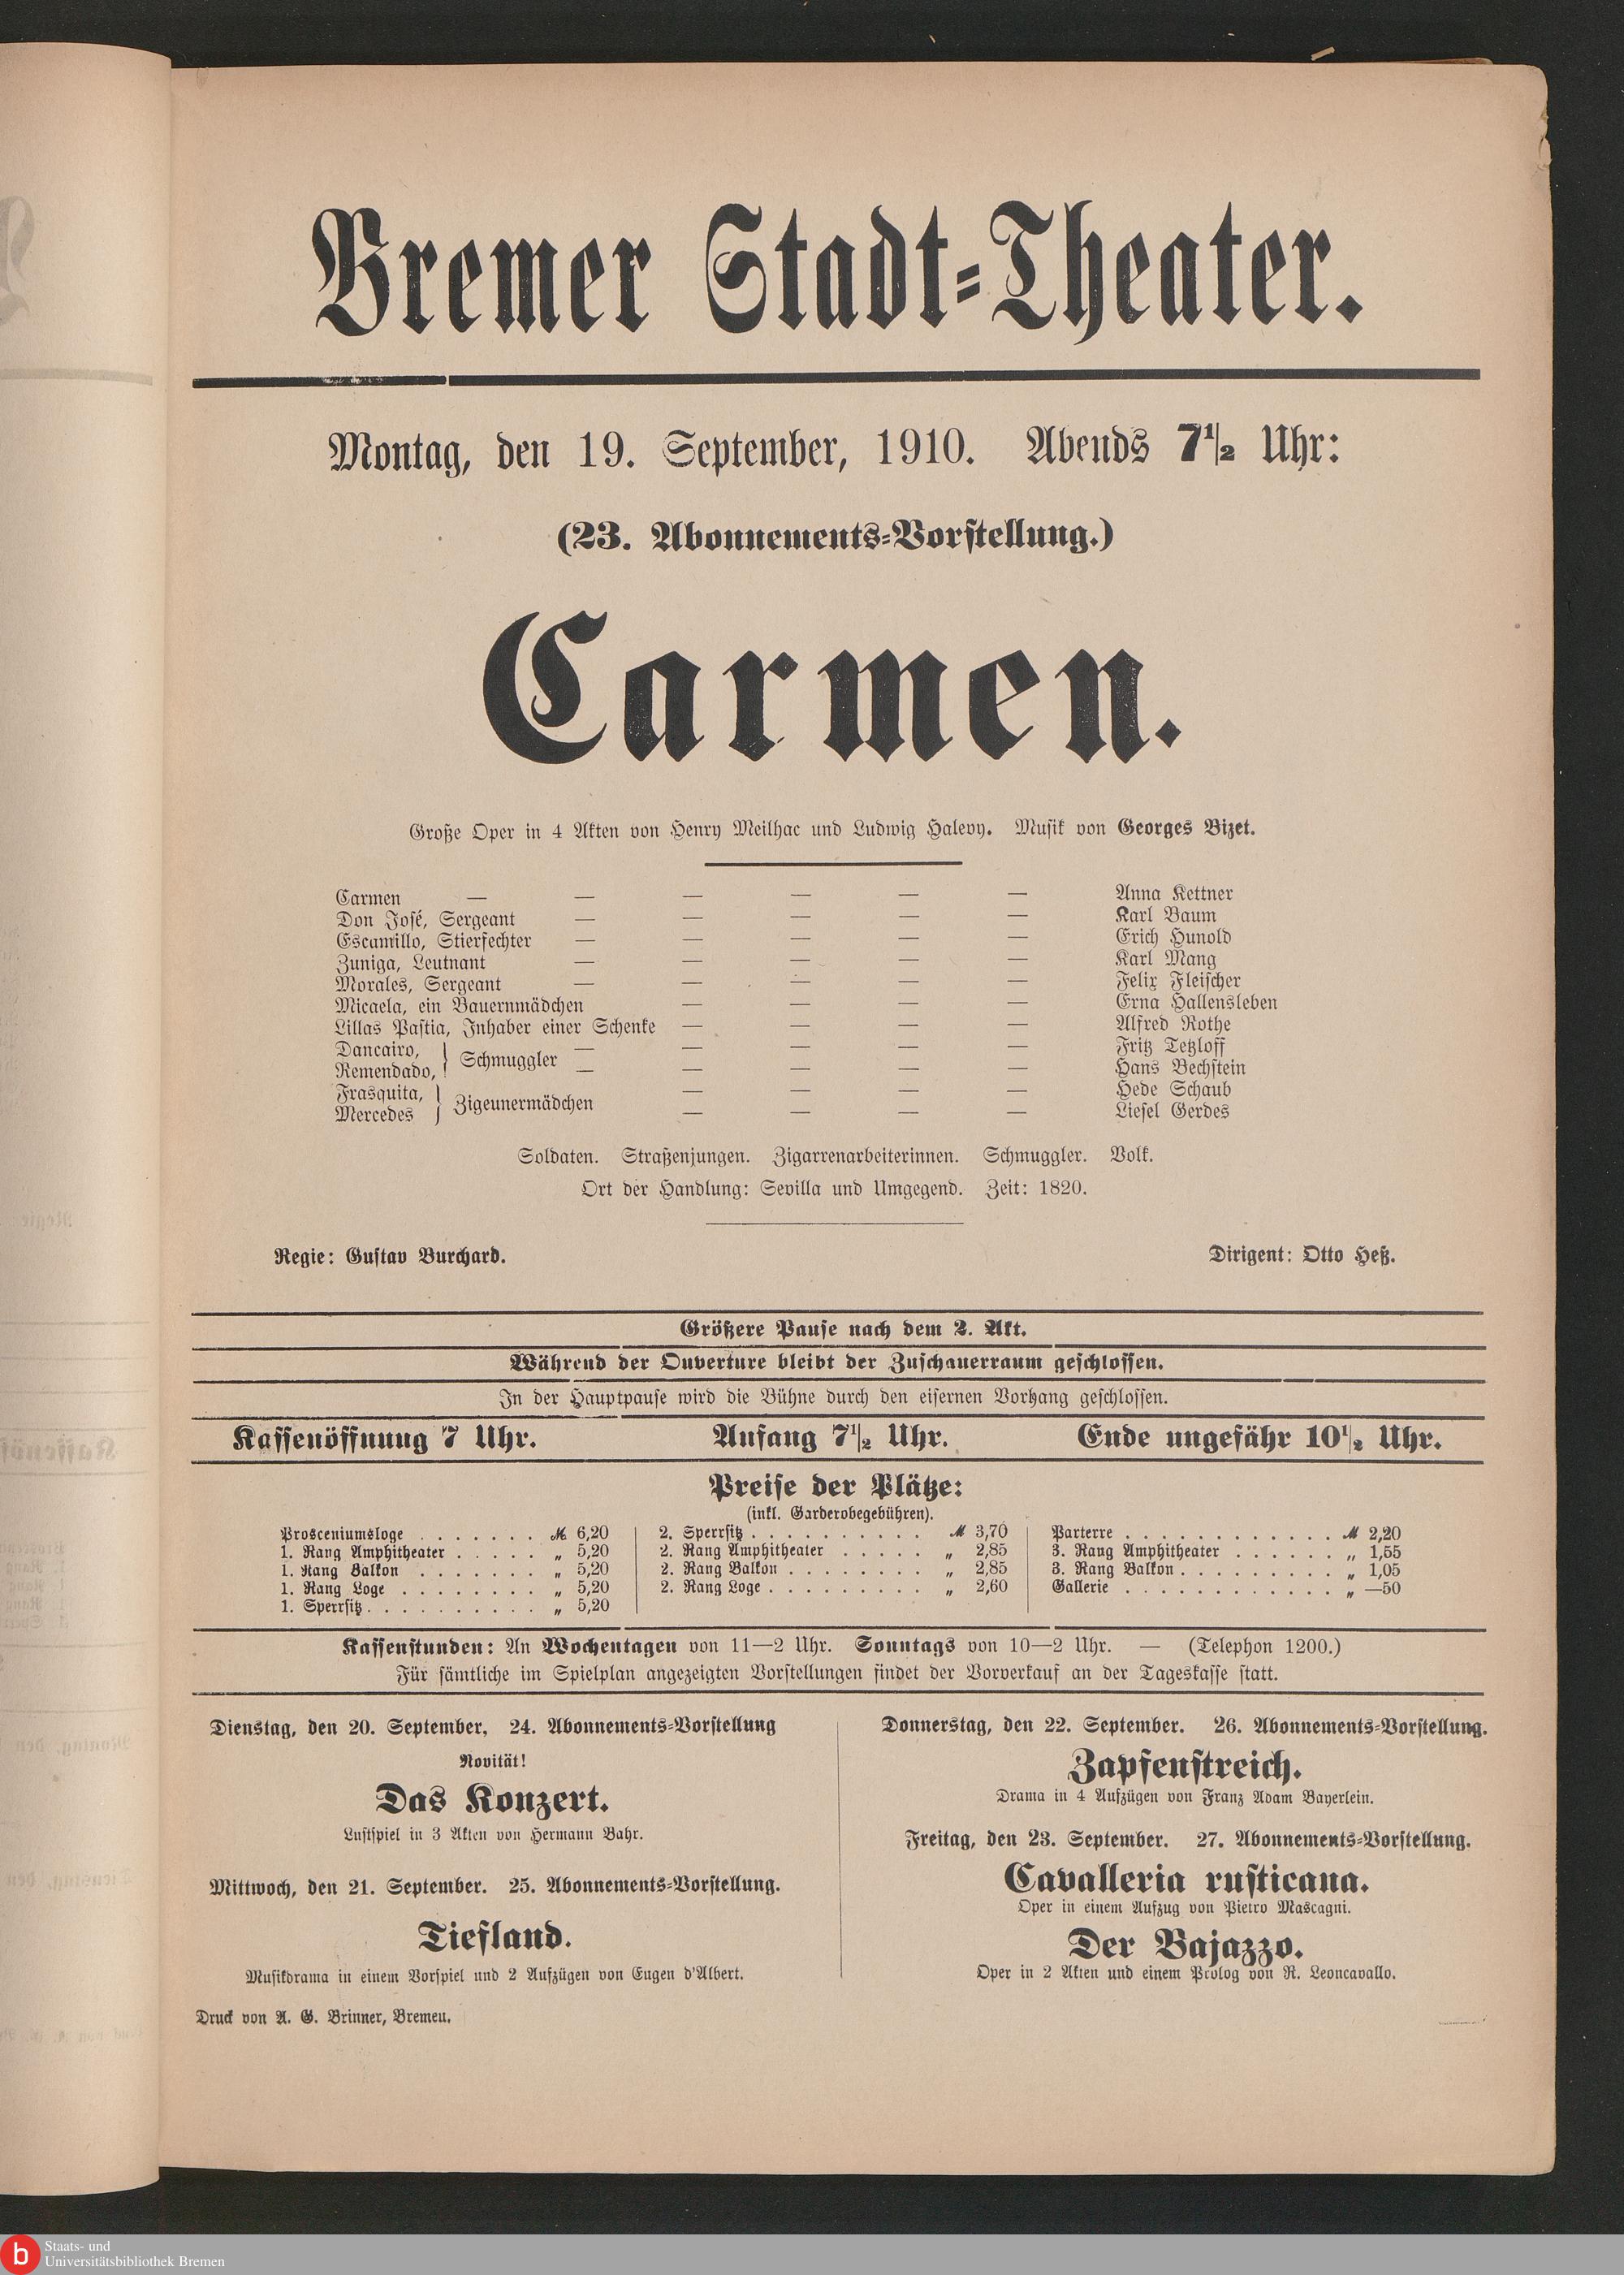 Bremer Stadt-Theater.
Montag, den 19. September, 1910. Abends 7½ Uhr:
(23. Abonnements-Vorstellung.)
Carmen.
Große Oper in 4 Akten von Henry Meilhac und Ludwig Halevy. Musik von Georges Bizet.
Carmen — — — — — — Anna Kettner
Don José, Sergeant — — — — — Karl Baum
Escamillo, Stierfechter — — — — — Erich Hunold
Zuniga, Leutnant — — — — — Karl Mang
Morales, Sergeant — — — — — Felix Fleischer
Micaela, ein Bauernmädchen — — — — Erna Hallensleben
Lillas Pastia, Inhaber einer Schenke — — — — Alfred Rothe
Dancairo, } Schmuggler — — — — — Fritz Tetzloff
Remendado, — — — — — Hans Bechstein
Frasquita, } Zigeunermädchen — — — — Hede Schaub
Mercedes — — — — Liesel Gerdes
Soldaten. Straßenjungen. Zigarrenarbeiterinnen. Schmuggler. Volk.
Ort der Handlung: Sevilla und Umgegend. Zeit: 1820.
Regie: Gustav Burchard. Dirigent: Otto Heß.
Größere Pause nach dem 2. Akt.
Während der Ouverture bleibt der Zuschauerraum geschlossen.
In der Hauptpause wird die Bühne durch den eisernen Vorhang geschlossen.
Kassenöffnung 7 Uhr. Anfang 7½ Uhr. Ende ungefähr 10½ Uhr.
Preise der Plätze:
(inkl. Garderobegebühren).
Prosceniumsloge . . . . . . . M 6,20
1. Rang Amphitheater . . . . . „ 5,20
1. Rang Balkon . . . . . . . „ 5,20
1. Rang Loge . . . . . . . . „ 5,20
1. Sperrsitz . . . . . . . . . . „ 5,20
2. Sperrsitz . . . . . . . . . . M 3,70
2. Rang Amphitheater . . . . . „ 2,85
2. Rang Balkon . . . . . . . . „ 2,85
2. Rang Loge . . . . . . . . . „ 2,60
Parterre . . . . . . . . . . . . M 2,20
3. Rang Amphitheater . . . . . . „ 1,55
3. Rang Balkon . . . . . . . . . „ 1,05
Gallerie . . . . . . . . . . . . „ —50
Kassenstunden: An Wochentagen von 11—2 Uhr. Sonntags von 10—2 Uhr. — (Telephon 1200.)
Für sämtliche im Spielplan angezeigten Vorstellungen findet der Vorverkauf an der Tageskasse statt.
Dienstag, den 20. September, 24. Abonnements-Vorstellung
Novität!
Das Konzert.
Lustspiel in 3 Akten von Hermann Bahr.
Mittwoch, den 21. September. 25. Abonnements-Vorstellung.
Tiefland.
Musikdrama in einem Vorspiel und 2 Aufzügen von Eugen d'Albert.
Donnerstag, den 22. September. 26. Abonnements-Vorstellung.
Zapfenstreich.
Drama in 4 Aufzügen von Franz Adam Bayerlein.
Freitag, den 23. September. 27. Abonnements-Vorstellung.
Cavalleria rusticana.
Oper in einem Aufzug von Pietro Mascagni.
Der Bajazzo.
Oper in 2 Akten und einem Prolog von R. Leoncavallo.
Druck von A. G. Brinner, Bremen.
b Staats- und
Universitätsbibliothek Bremen